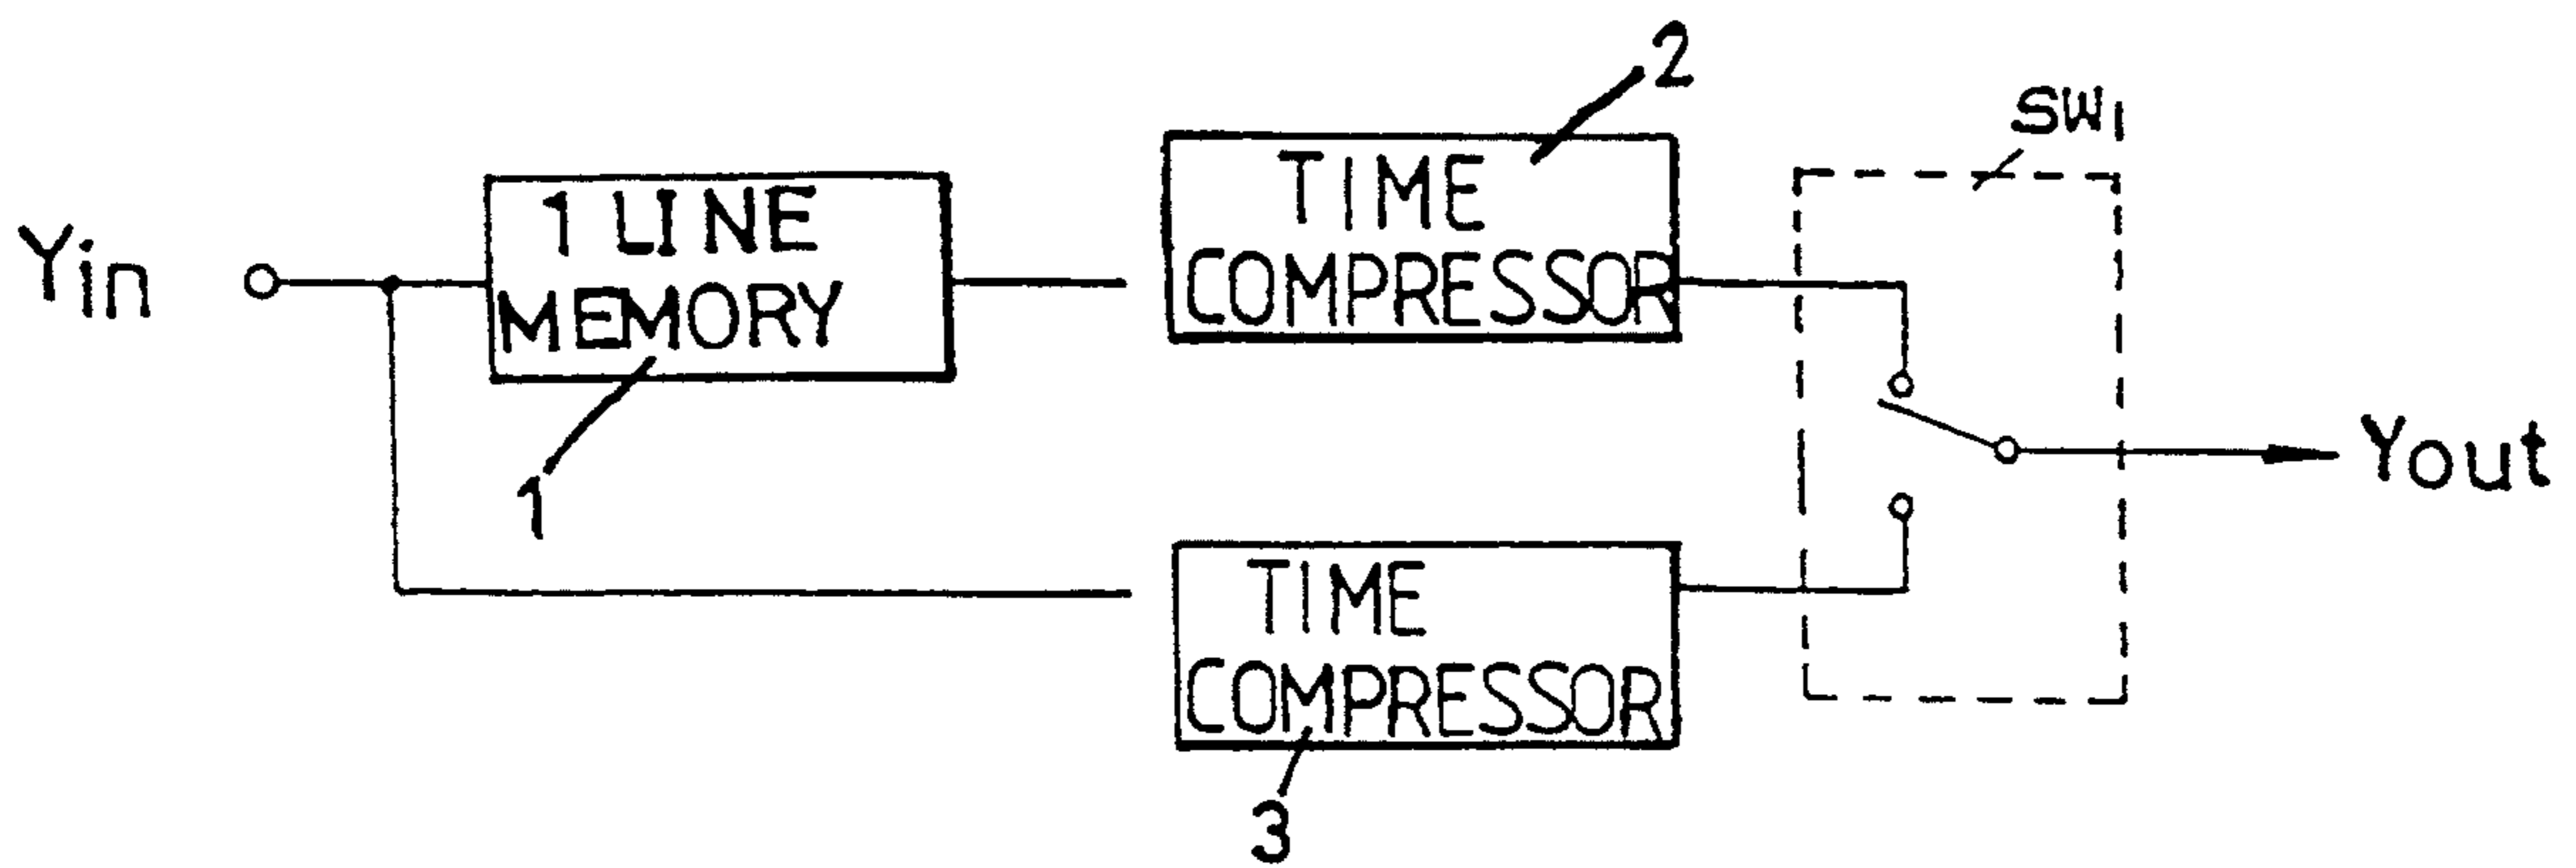 2
SW1
1 LINE
MEMORY
TIME
COMPRESSOR
Yin
1
Yout
TIME
COMPRESSOR
3